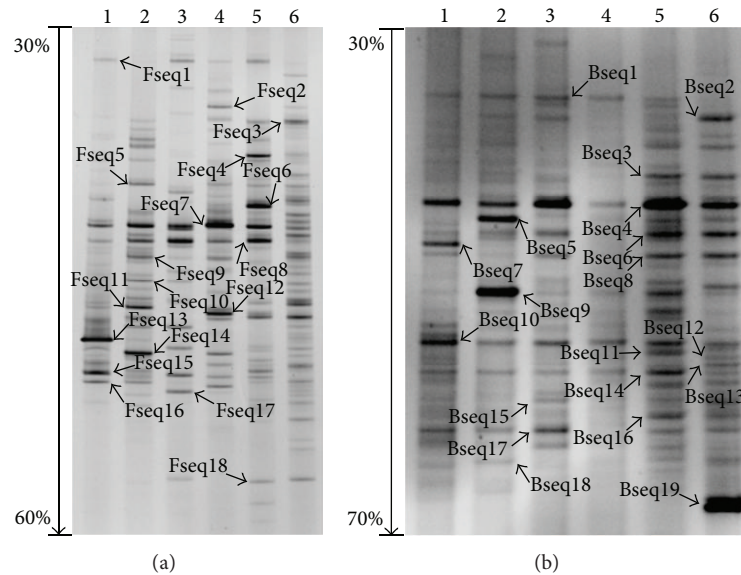 1 2 3 4 5 6
30%
Fseq1
Fseq2
Fseq3
Fseq5
Fseq4
Fseq6
Fseq7
Fseq9
Fseq8
Fseq11
Fseq10
Fseq12
Fseq13
Fseq14
Fseq15
Fseq16
Fseq17
Fseq18
60%
(a)
1 2 3 4 5 6
30%
Bseq1
Bseq2
Bseq3
Bseq4
Bseq5
Bseq6
Bseq7
Bseq8
Bseq9
Bseq10
Bseq12
Bseq11
Bseq14
Bseq13
Bseq15
Bseq16
Bseq17
Bseq18
Bseq19
70%
(b)